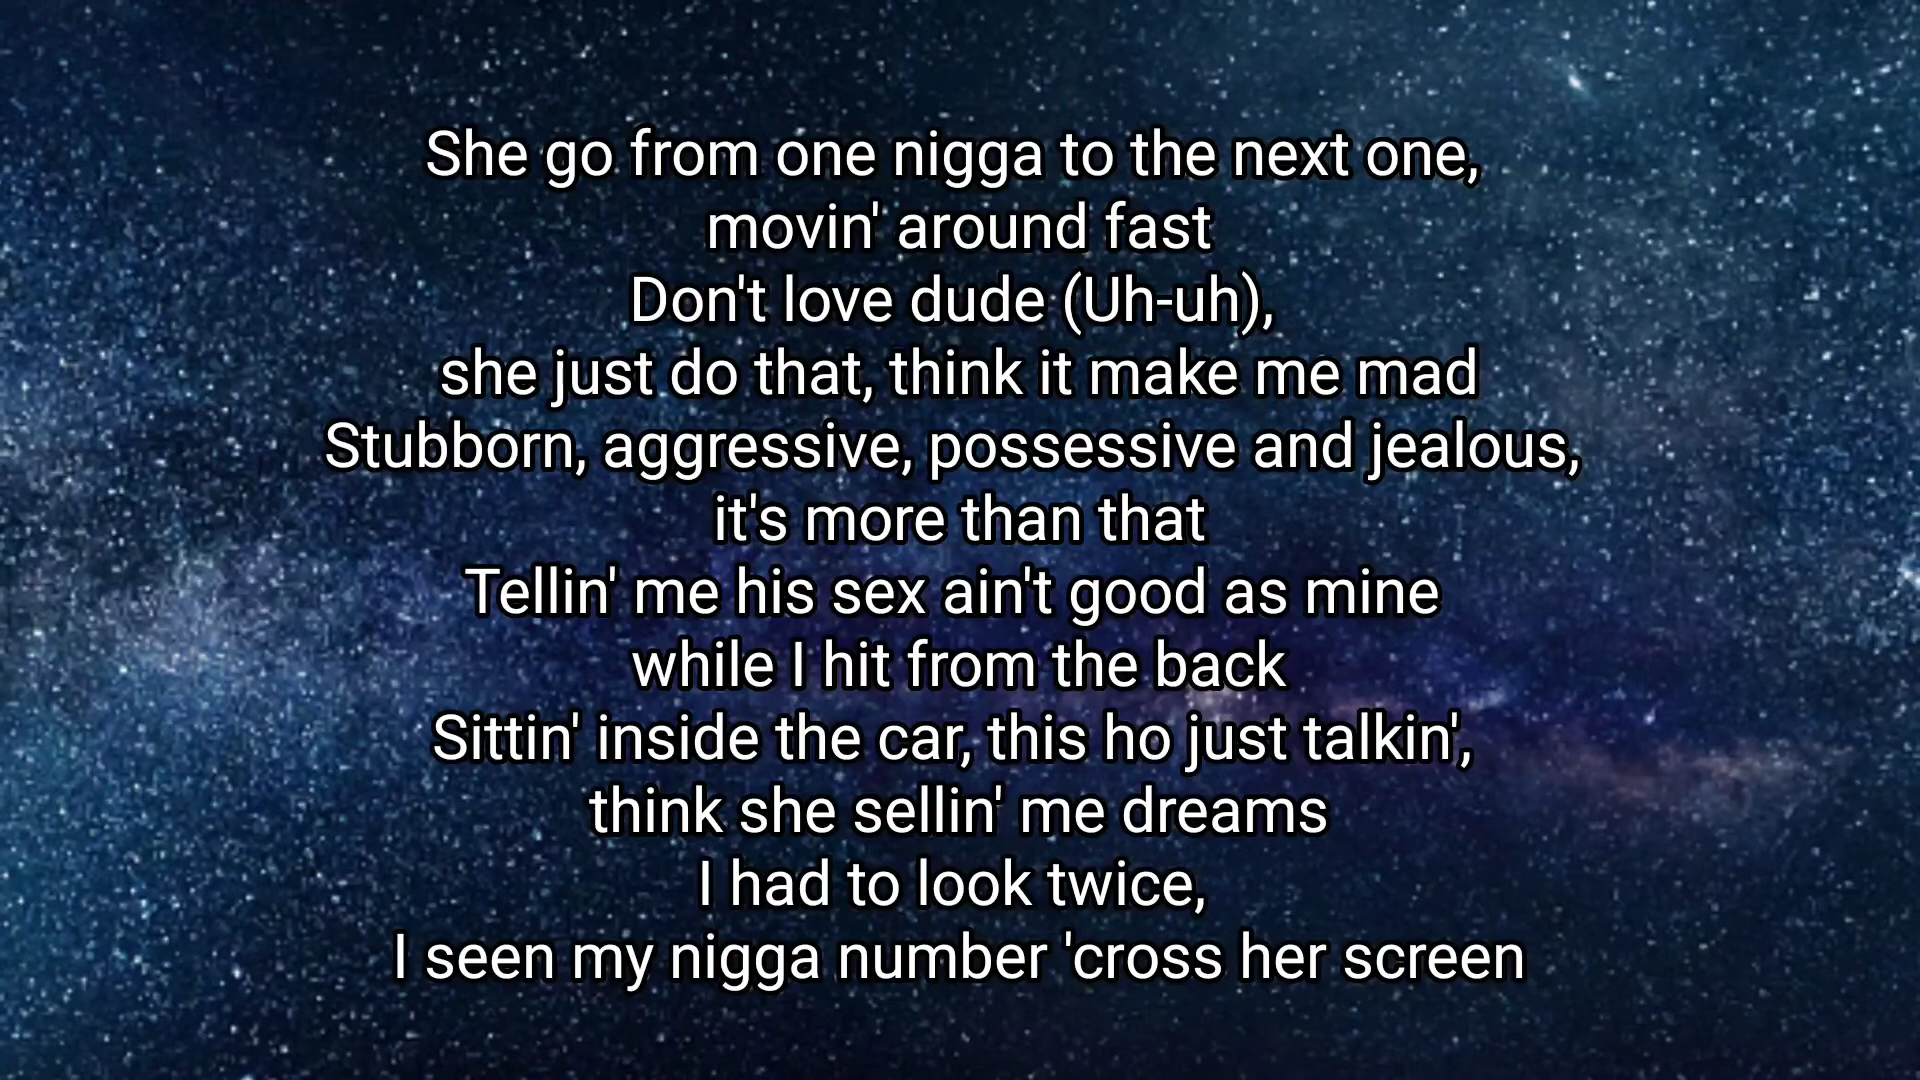 She go from one nigga to the next one,
movin' around fast
Don't love dude (Uh-uh),
she just do that, think it make me mad
Stubborn, aggressive, possessive and jealous,
it's more than that
Tellin' me his sex ain't good as mine
while I hit from the back
Sittin' inside the car, this ho just talkin',
think she sellin' me dreams
I had to look twice,
I seen my nigga number 'cross her screen